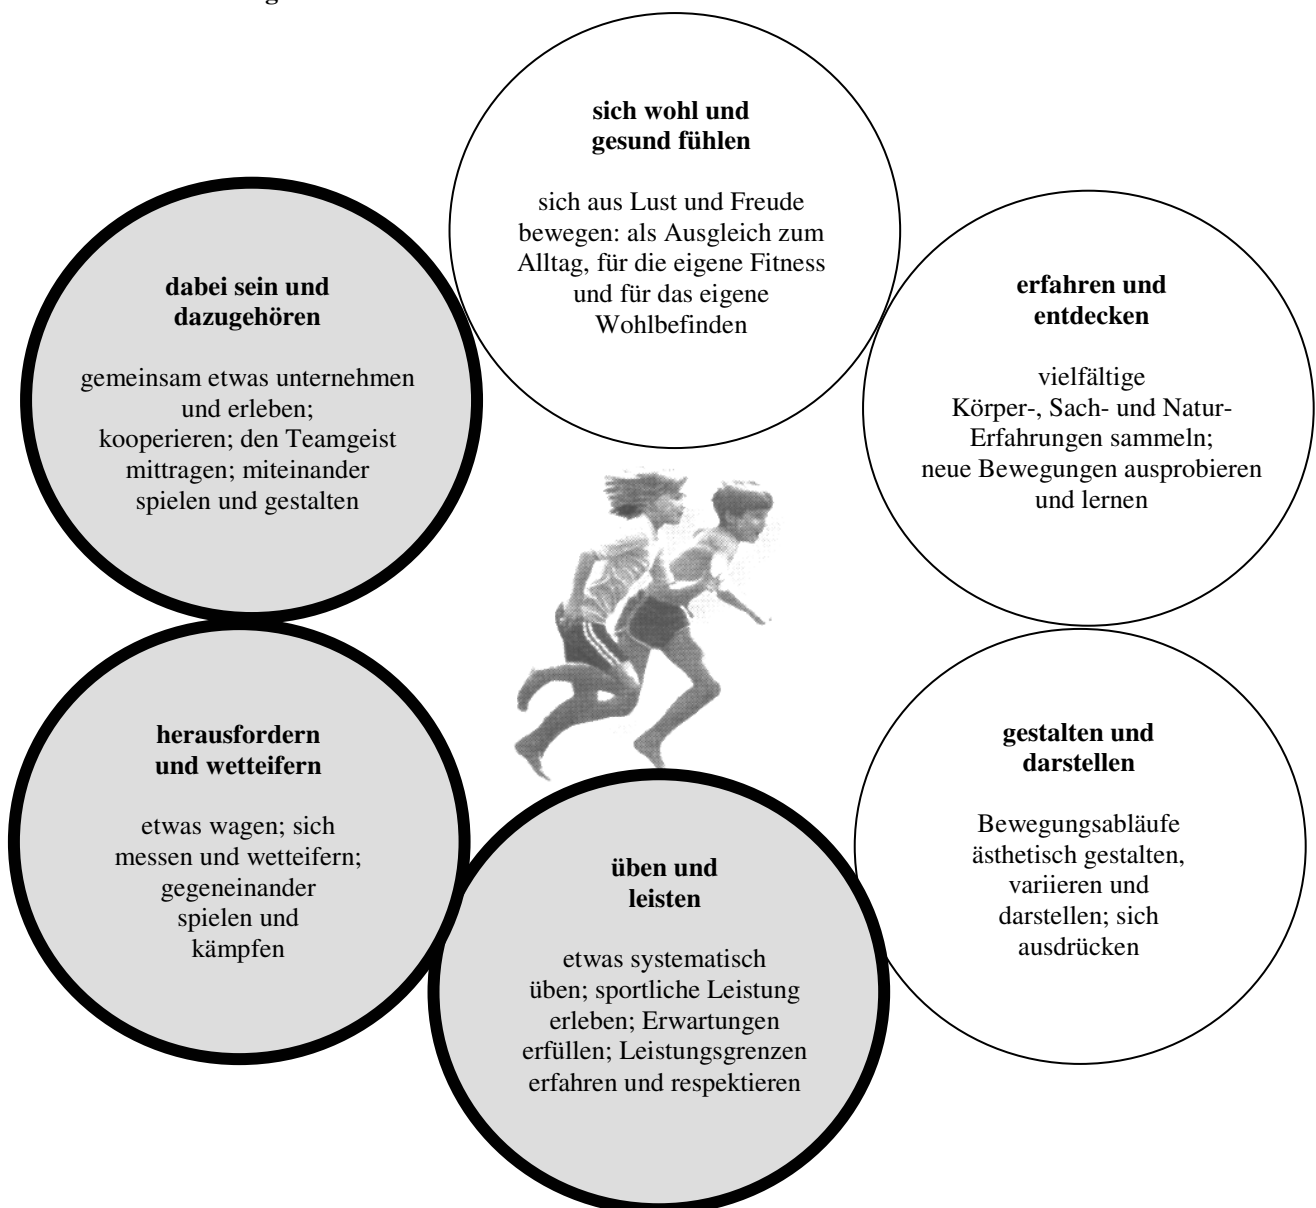 g
sich wohl und
gesund fühlen
sich aus Lust und Freude
bewegen: als Ausgleich zum
Alltag, für die eigene Fitness
und für das eigene
Wohlbefinden
dabei sein und
dazugehören
gemeinsam etwas unternehmen
und erleben;
kooperieren; den Teamgeist
mittragen; miteinander
spielen und gestalten
erfahren und
entdecken
vielfältige
Körper-, Sach- und Natur-
Erfahrungen sammeln;
neue Bewegungen ausprobieren
und lernen
herausfordern
und wetteifern
etwas wagen; sich
messen und wetteifern;
gegeneinander
spielen und
kämpfen
üben und
leisten
etwas systematisch
üben; sportliche Leistung
erleben; Erwartungen
erfüllen; Leistungsgrenzen
erfahren und respektieren
gestalten und
darstellen
Bewegungsabläufe
ästhetisch gestalten,
variieren und
darstellen; sich
ausdrücken